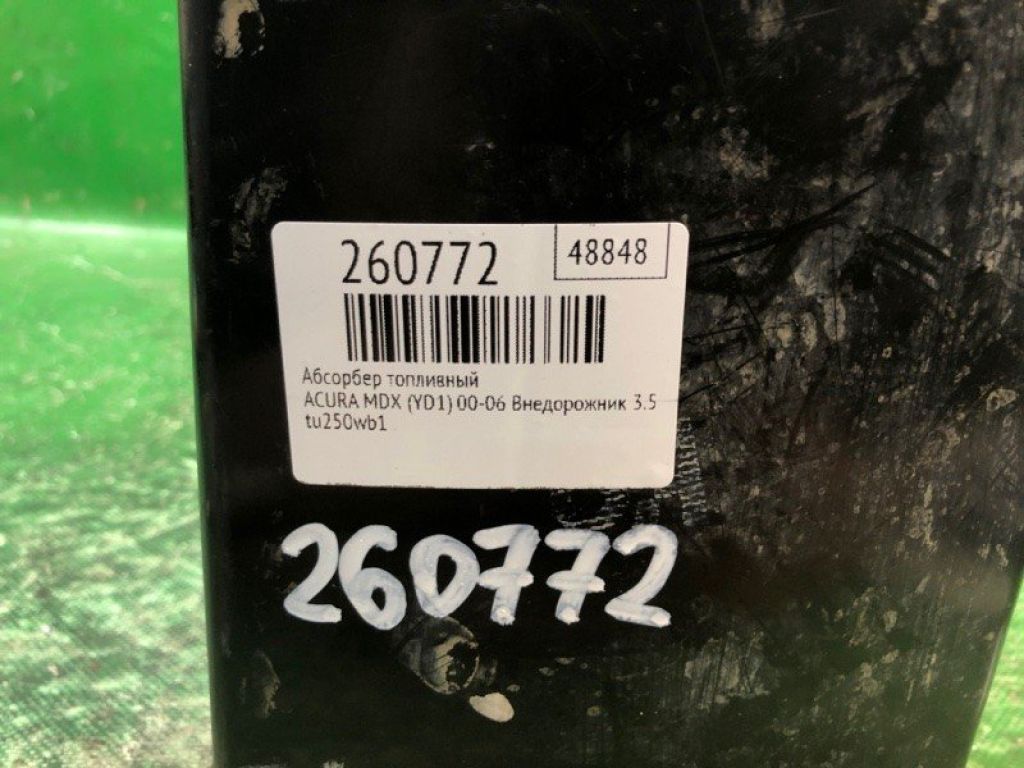 260772
48848
Абсорбер топливный
ACURA MDX (YD1) 00-06 Внедорожник 3.5
tu250wb1
260772